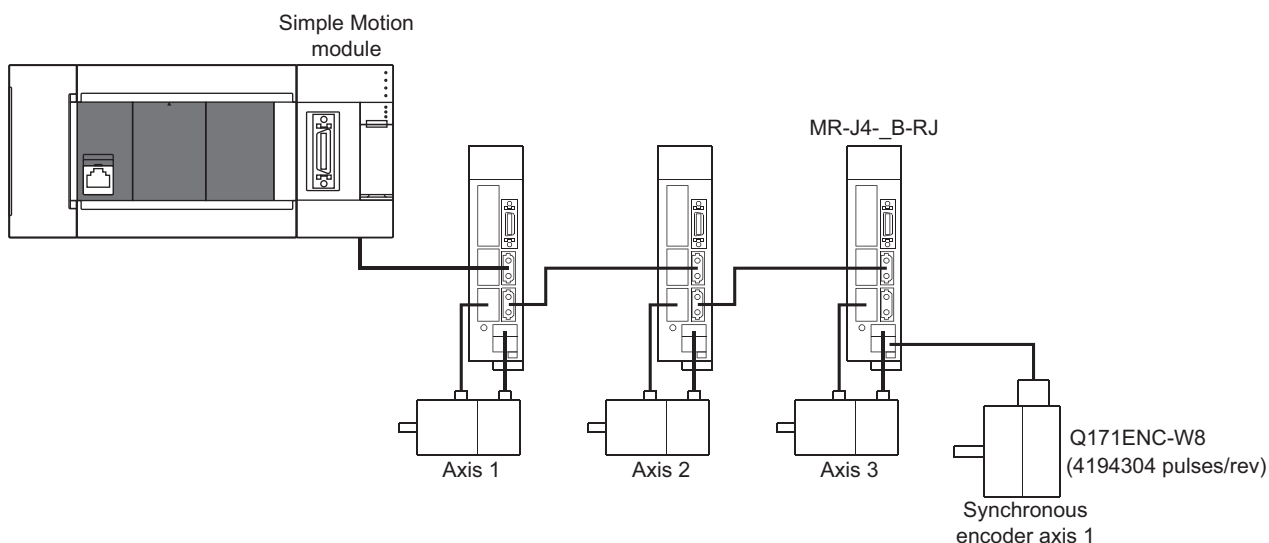 Simple Motion
module
MR-J4-_B-RJ
Axis 1
Axis 2
Axis 3
Q171ENC-W8
(4194304 pulses/rev)
Synchronous
encoder axis 1